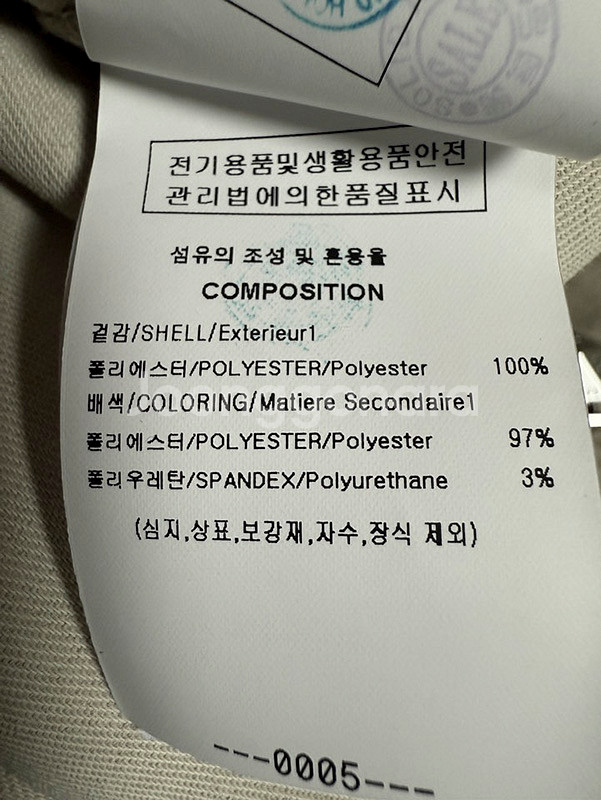 SALE
BOL
전기용품및생활용품안전
관리법에의한품질표시
섬유의 조성 및 혼용율
COMPOSITION
겉감/SHELL/Exterieur1
폴리에스터/POLYESTER/Polyester 100%
Joonggonara
배색/COLORING/Matiere Secondaire1
폴리에스터/POLYESTER/Polyester 97%
폴리우레탄/SPANDEX/Polyurethane 3%
(심지,상표,보강재,자수,장식 제외)
---0005---